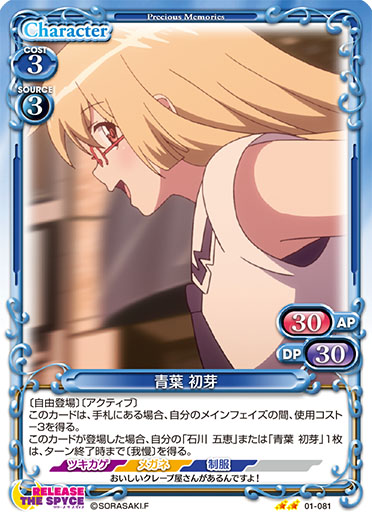 Precious Memories
Character
COST
3
SOURCE
3
30 AP
DP 30
青葉 初芽
〔自由登場〕〔アクティブ〕
このカードは、手札にある場合、自分のメインフェイズの間、使用コスト
−3を得る。
このカードが登場した場合、自分の「石川 五恵」または「青葉 初芽」1枚
は、ターン終了時まで《我慢》を得る。
ツキカゲ メガネ 制服
おいしいクレープ屋さんがあるんですよ！
RELEASE
THE SPYCE
©SORASAKI.F
01-081